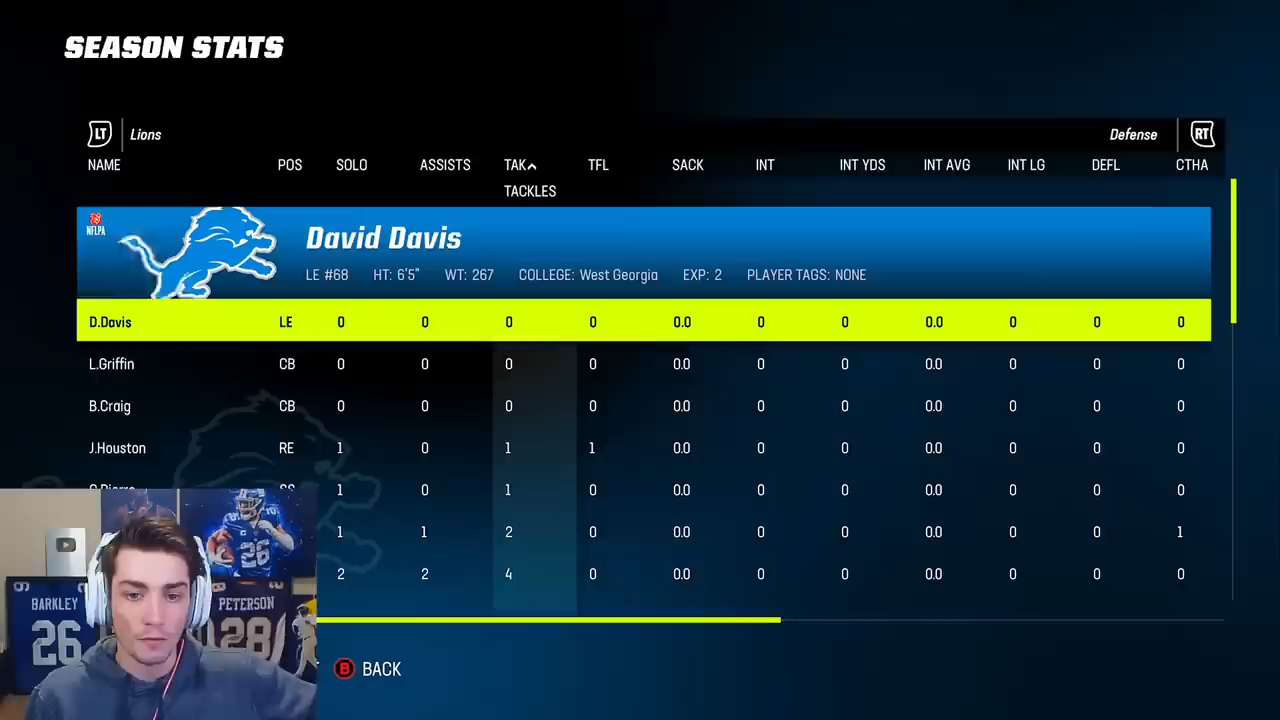 SEASON STATS
LT Lions Defense RT
NAME POS SOLO ASSISTS TAK TFL SACK INT INT YDS INT AVG INT LG DEFL CTHA
TACKLES
NFLPA
David Davis
LE #68 HT: 6'5" WT: 267 COLLEGE: West Georgia EXP: 2 PLAYER TAGS: NONE
D.Davis LE 0 0 0 0 0.0 0 0 0.0 0 0 0
L.Griffin CB 0 0 0 0 0.0 0 0 0.0 0 0 0
B.Craig CB 0 0 0 0 0.0 0 0 0.0 0 0 0
J.Houston RE 1 0 1 1 0.0 0 0 0.0 0 0 0
1 0 1 0 0.0 0 0 0.0 0 0 0
1 1 2 0 0.0 0 0 0.0 0 0 1
2 2 4 0 0.0 0 0 0.0 0 0 0
26
BARKLEY
26
PETERSON
28
B BACK